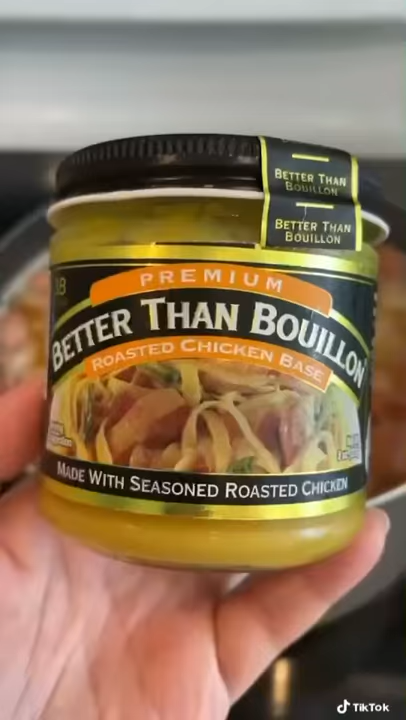 BETTER THAN
BOUILLON
BETTER THAN
BOUILLON
PREMIUM
BETTER THAN BOUILLON
ROASTED CHICKEN BASE
MADE WITH SEASONED ROASTED CHICKEN
TikTok